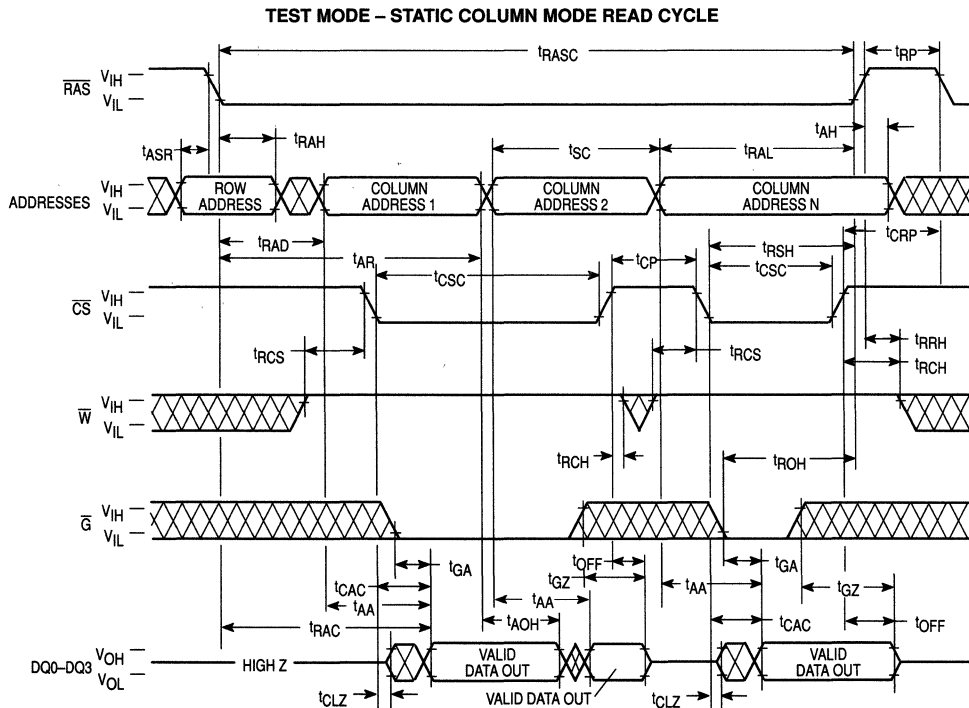 TEST MODE – STATIC COLUMN MODE READ CYCLE
tRASC
tRP
RAS
VIH
VIL
tASR
tRAH
tAH
tSC
tRAL
ADDRESSES
VIH
VIL
ROW
ADDRESS
COLUMN
ADDRESS 1
COLUMN
ADDRESS 2
COLUMN
ADDRESS N
tRAD
tAR
tCSC
tCP
tRSH
tCSC
tCRP
CS
VIH
VIL
tRCS
tRCS
tRRH
tRCH
W
VIH
VIL
tRCH
tROH
G
VIH
VIL
tGA
tOFF
tGA
tCAC
tGZ
tAA
tGZ
tAA
tAA
tCAC
tOFF
tRAC
tAOH
DQ0–DQ3
VOH
VOL
HIGH Z
VALID
DATA OUT
VALID
DATA OUT
tCLZ
VALID DATA OUT
tCLZ